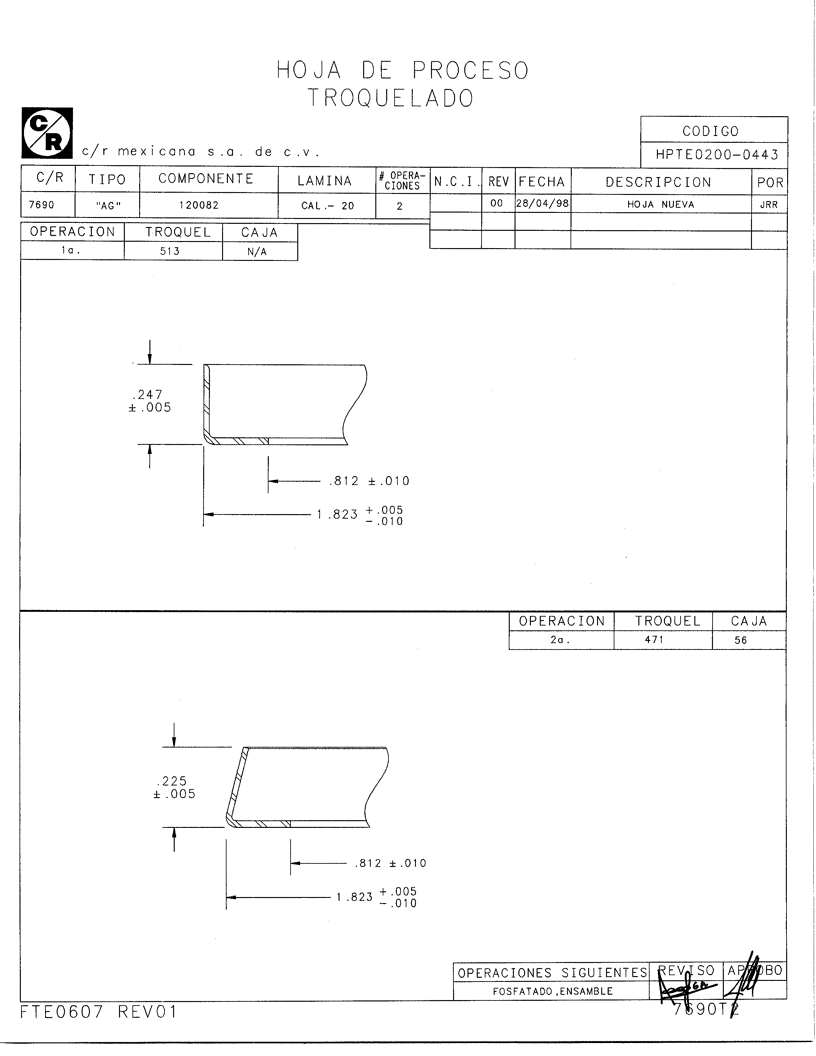 HOJA DE PROCESO
TROQUELADO
C/R
c/r mexicana s.a. de c.v.
CODIGO
HPTE0200-0443
C/R TIPO COMPONENTE LAMINA # OPERA-CIONES N.C.I. REV FECHA DESCRIPCION POR
7690 "AG" 120082 CAL.- 20 2 00 28/04/98 HOJA NUEVA JRR
OPERACION TROQUEL CAJA
1a. 513 N/A
.247
±.005
.812 ±.010
1.823 +.005
-.010
OPERACION TROQUEL CAJA
2a. 471 56
.225
±.005
.812 ±.010
1.823 +.005
-.010
OPERACIONES SIGUIENTES REVISO APROBO
FOSFATADO,ENSAMBLE
FTE0607 REV01
7690T2